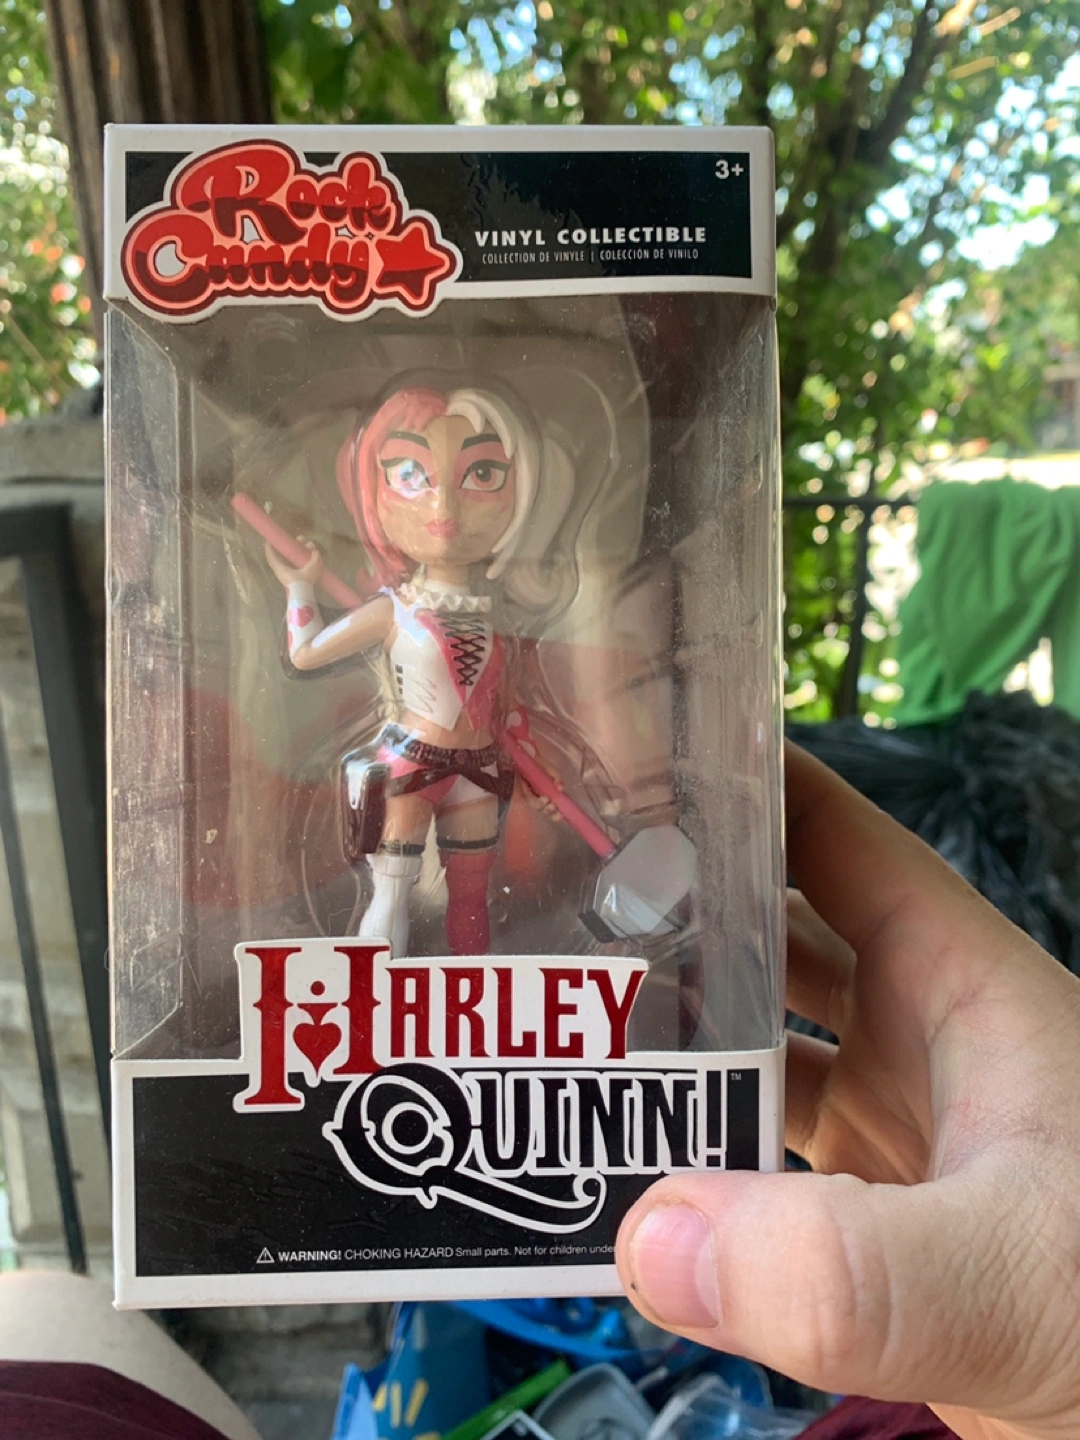 Rock
Candy
3+
VINYL COLLECTIBLE
COLLECTION DE VINYLE | COLECCIÓN DE VINILO
HARLEY
QUINN!™
⚠ WARNING! CHOKING HAZARD Small parts. Not for children unde